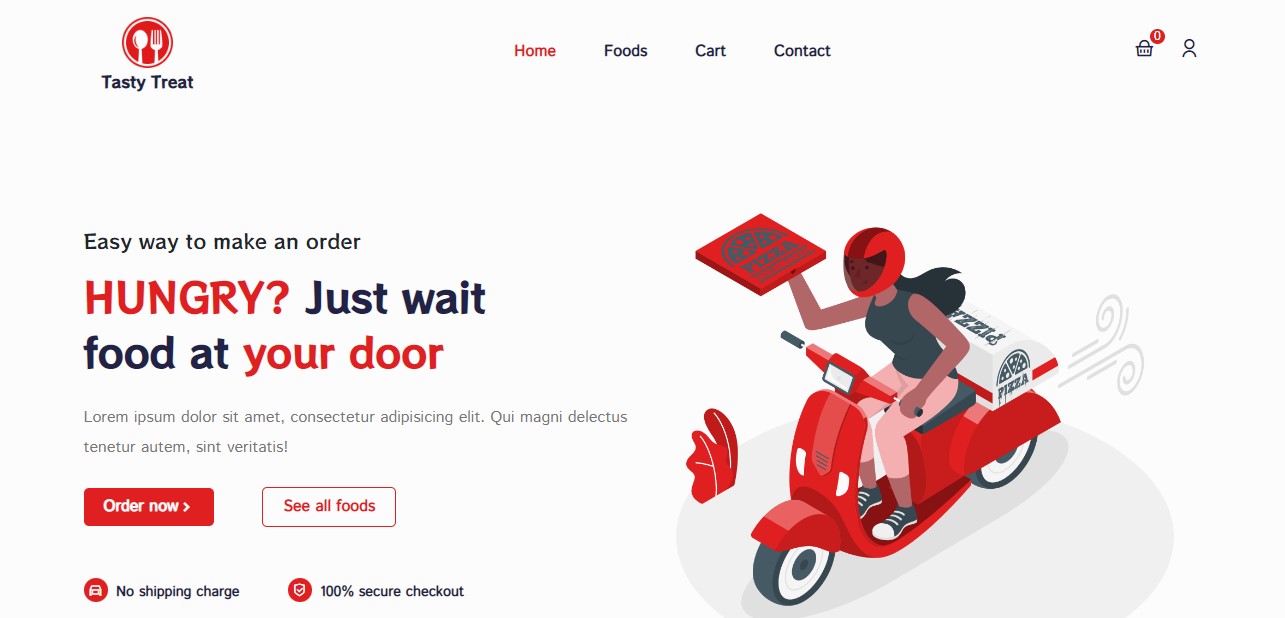 Tasty Treat
Home Foods Cart Contact
0
Easy way to make an order
HUNGRY? Just wait
food at your door
Lorem ipsum dolor sit amet, consectetur adipisicing elit. Qui magni delectus
tenetur autem, sint veritatis!
Order now
See all foods
No shipping charge
100% secure checkout
PIZZA
PIZZA
PIZZA